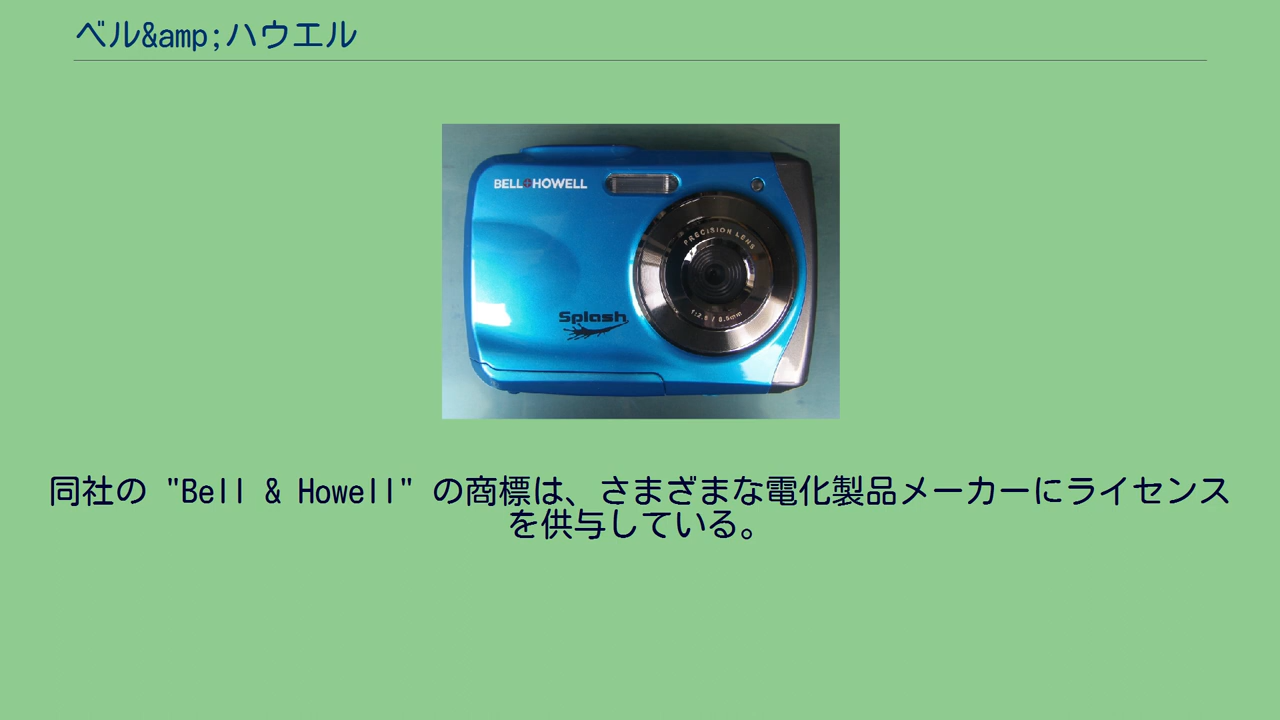 ベル&amp;ハウエル
BELL+HOWELL
PRECISION LENS
Splash
同社の "Bell & Howell" の商標は、さまざまな電化製品メーカーにライセンス
を供与している。